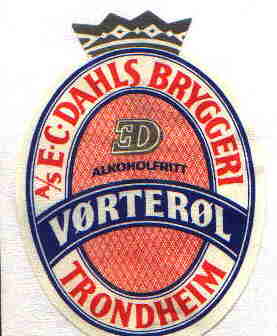 A/S E·C·DAHLS BRYGGERI
ED
ALKOHOLFRITT
VØRTERØL
TRONDHEIM